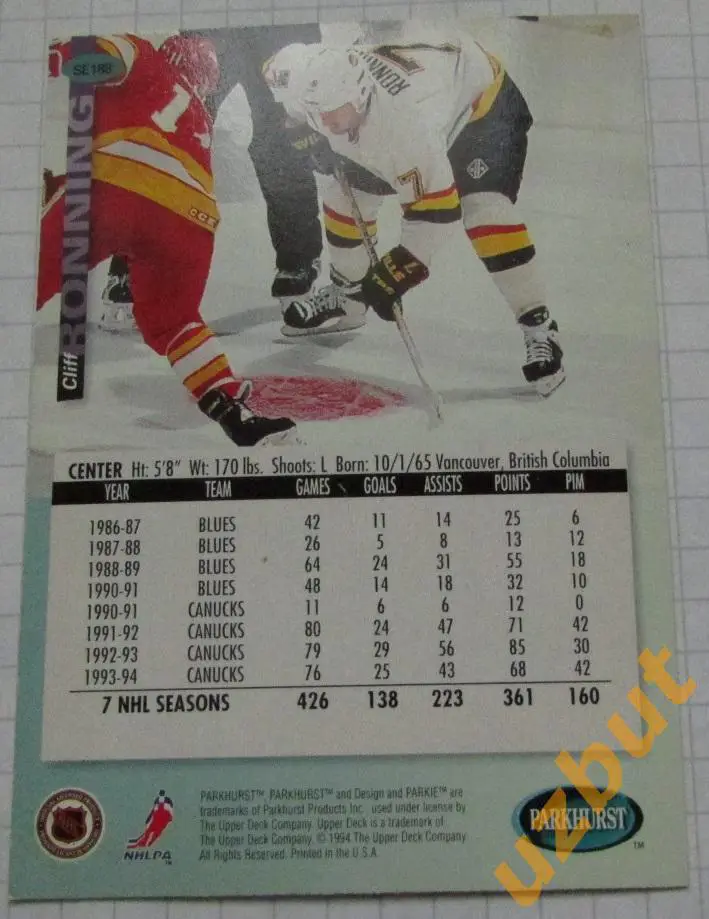 SE188
Cliff RONNING
RONNING
7
7
CENTER Ht: 5'8" Wt: 170 lbs. Shoots: L Born: 10/1/65 Vancouver, British Columbia
YEAR TEAM GAMES GOALS ASSISTS POINTS PIM
1986-87 BLUES 42 11 14 25 6
1987-88 BLUES 26 5 8 13 12
1988-89 BLUES 64 24 31 55 18
1990-91 BLUES 48 14 18 32 10
1990-91 CANUCKS 11 6 6 12 0
1991-92 CANUCKS 80 24 47 71 42
1992-93 CANUCKS 79 29 56 85 30
1993-94 CANUCKS 76 25 43 68 42
7 NHL SEASONS 426 138 223 361 160
PARKHURST™, PARKHURST™ and Design and PARKIE™ are
trademarks of Parkhurst Products Inc. used under license by
The Upper Deck Company. Upper Deck is a trademark of
The Upper Deck Company. © 1994 The Upper Deck Company.
All Rights Reserved. Printed in the U.S.A.
NHLPA™
PARKHURST™
uzbut